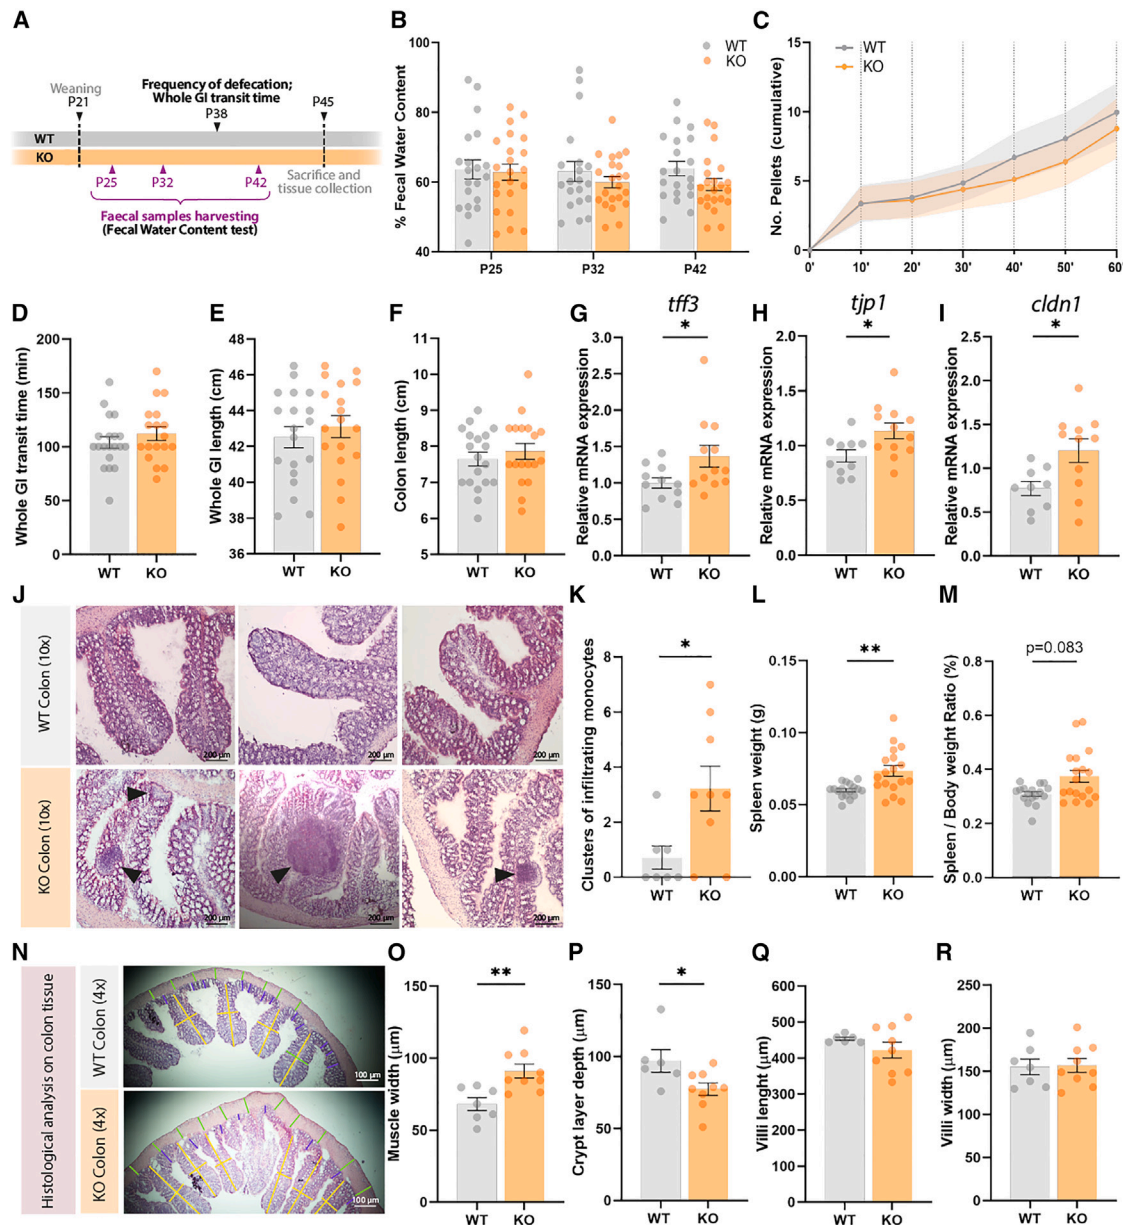 A
Weaning
P21
Frequency of defecation;
Whole GI transit time
P38
P45
WT
KO
P25
P32
P42
Sacrifice and
tissue collection
Faecal samples harvesting
(Fecal Water Content test)
B
% Fecal Water Content
100
80
60
40
WT
KO
P25
P32
P42
C
No. Pellets (cumulative)
15
10
5
0
WT
KO
0'
10'
20'
30'
40'
50'
60'
D
Whole GI transit time (min)
200
150
100
50
0
WT
KO
E
Whole GI length (cm)
48
46
44
42
40
38
36
WT
KO
F
Colon length (cm)
11
10
9
8
7
6
5
WT
KO
G
tff3
*
Relative mRNA expression
3.0
2.5
2.0
1.5
1.0
0.5
0.0
WT
KO
H
tjp1
*
Relative mRNA expression
2.0
1.5
1.0
0.5
0.0
WT
KO
I
cldn1
*
Relative mRNA expression
2.5
2.0
1.5
1.0
0.5
0.0
WT
KO
J
WT Colon (10x)
200 µm
200 µm
200 µm
KO Colon (10x)
200 µm
200 µm
200 µm
K
*
Clusters of infiltrating monocytes
8
6
4
2
0
WT
KO
L
**
Spleen weight (g)
0.15
0.10
0.05
0.00
WT
KO
M
p=0.083
Spleen / Body weight Ratio (%)
0.8
0.6
0.4
0.2
0.0
WT
KO
N
Histological analysis on colon tissue
WT Colon (4x)
100 µm
KO Colon (4x)
100 µm
O
**
Muscle width (µm)
150
100
50
0
WT
KO
P
*
Crypt layer depth (µm)
150
100
50
0
WT
KO
Q
Villi lenght (µm)
600
500
400
300
200
100
0
WT
KO
R
Villi width (µm)
250
200
150
100
50
0
WT
KO